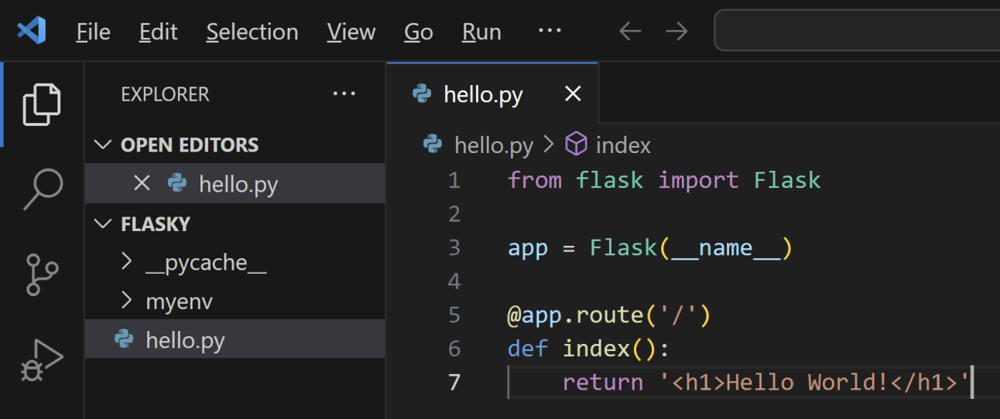 File Edit Selection View Go Run ...
EXPLORER ...
OPEN EDITORS
hello.py
FLASKY
__pycache__
myenv
hello.py
hello.py
hello.py > index
1 from flask import Flask
2
3 app = Flask(__name__)
4
5 @app.route('/')
6 def index():
7     return '<h1>Hello World!</h1>'